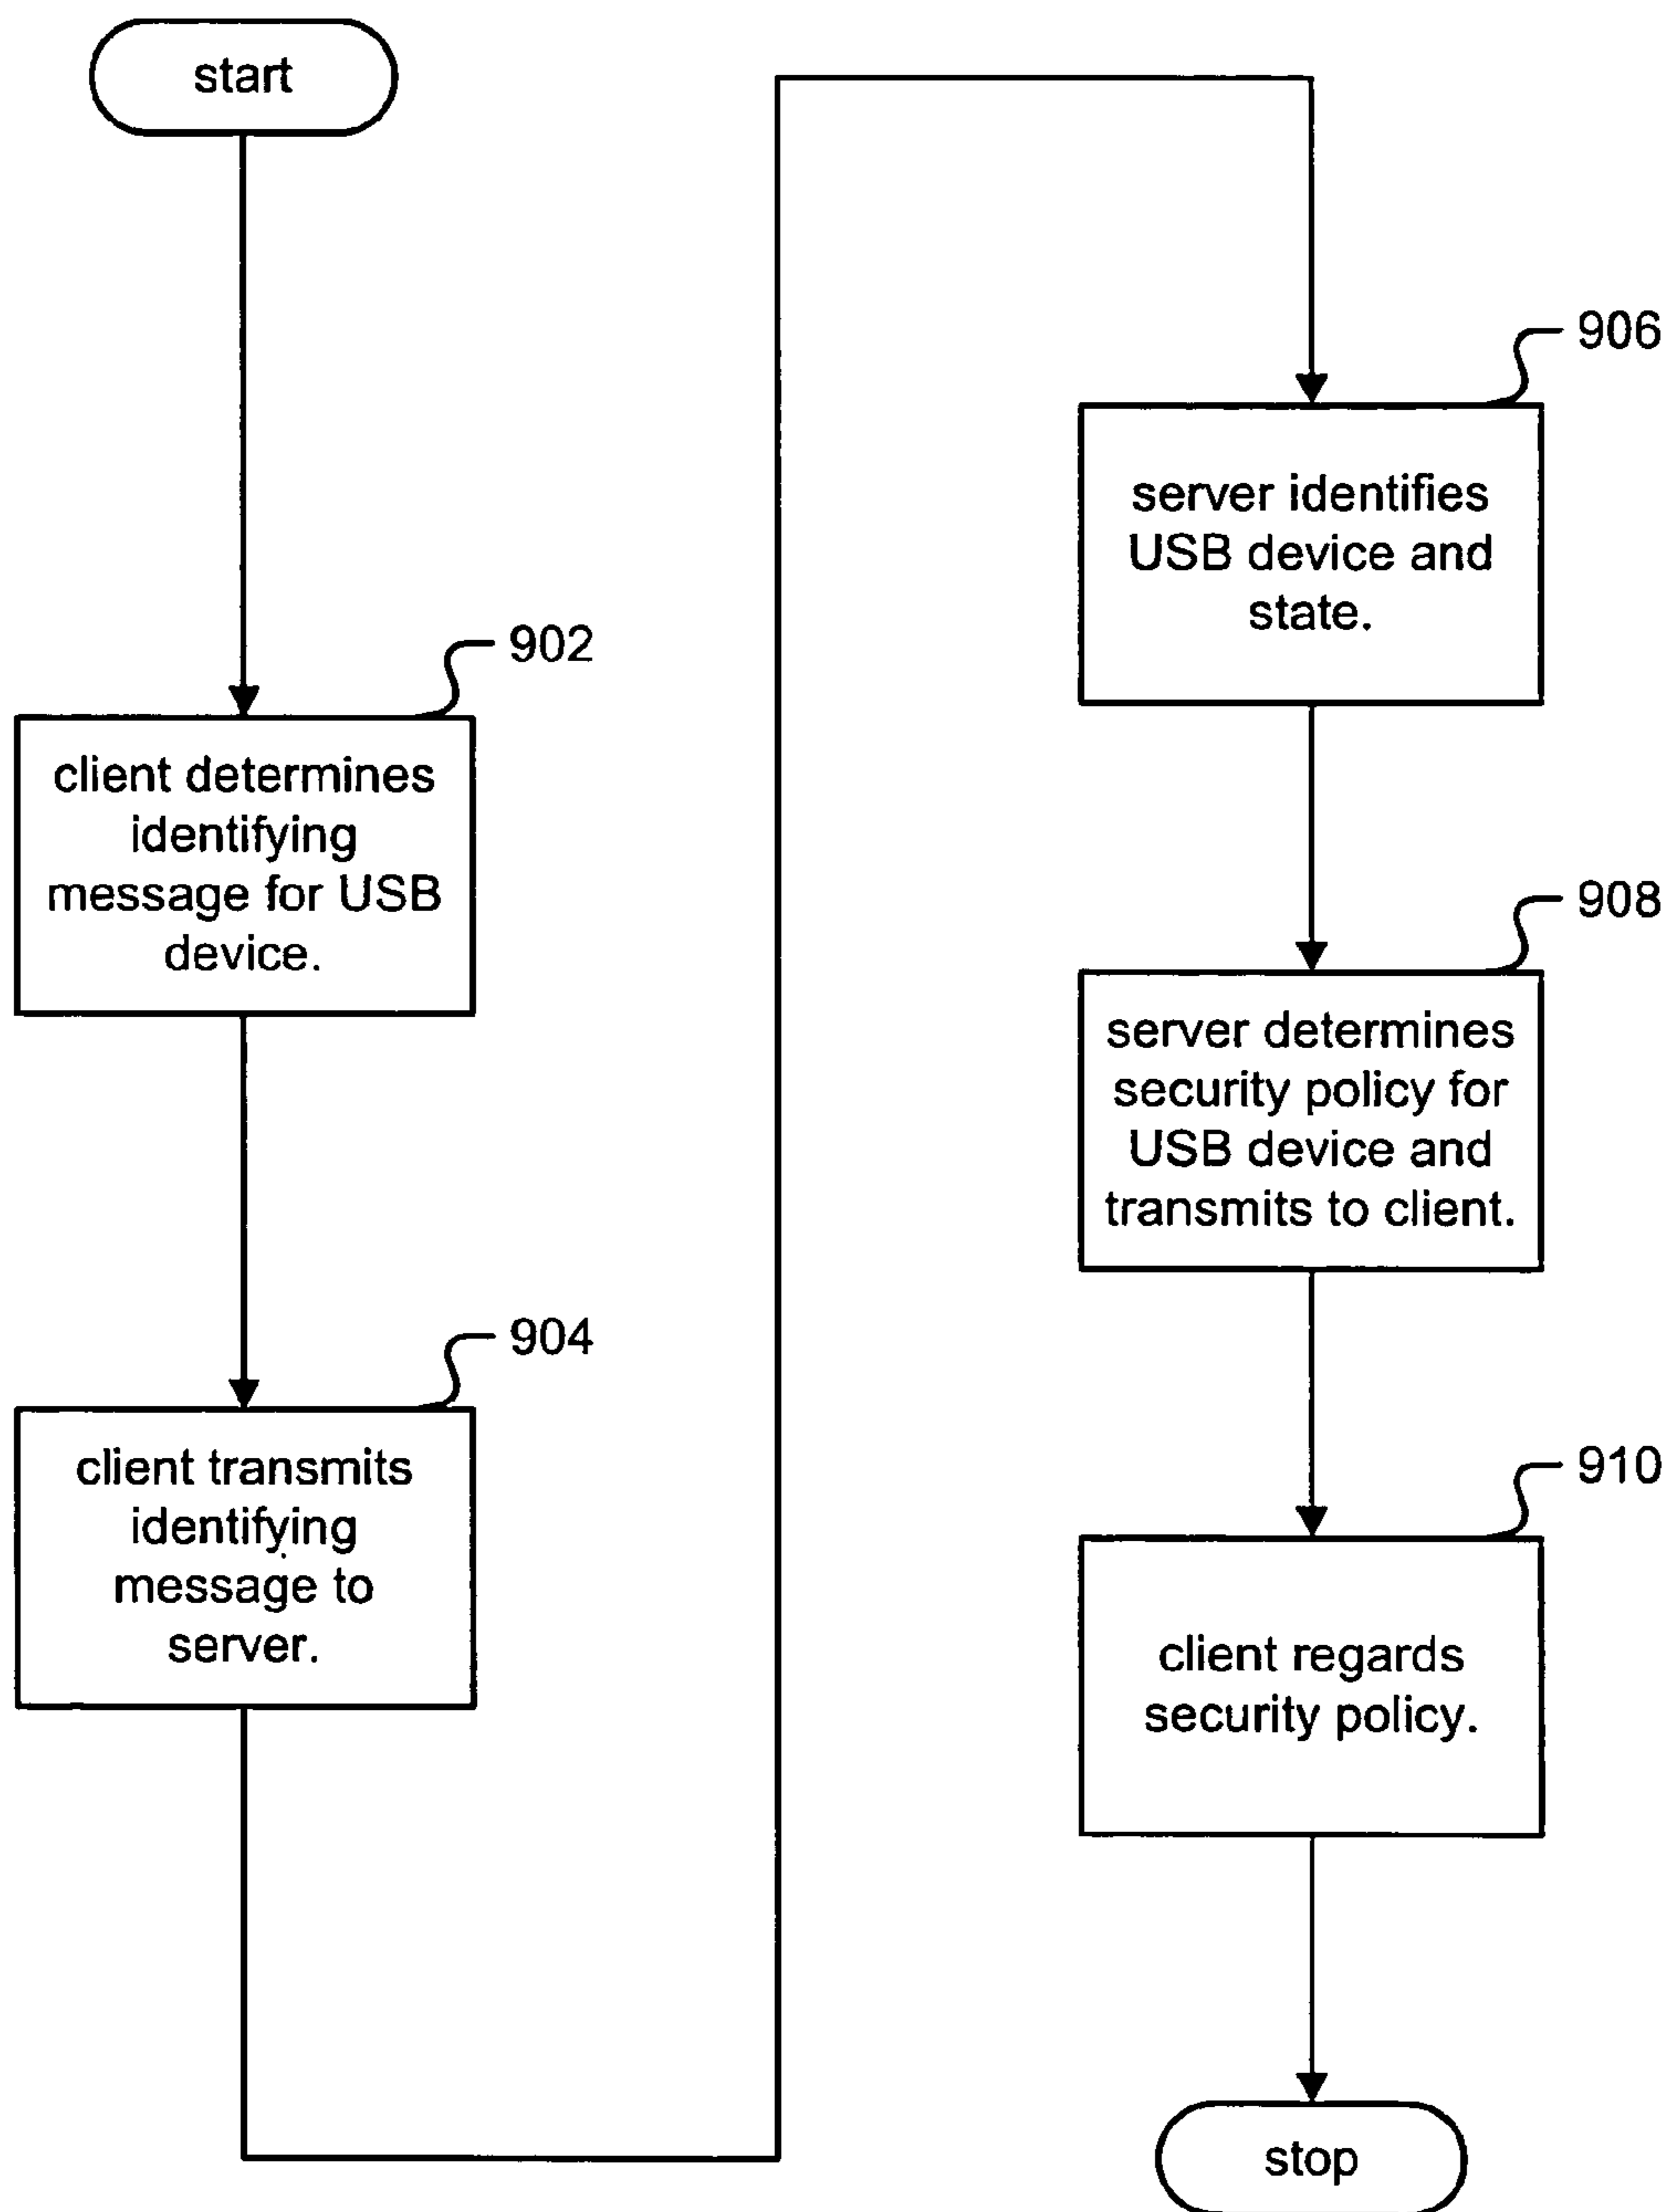 start
902
client determines
identifying
message for USB
device.
904
client transmits
identifying
message to
server.
906
server identifies
USB device and
state.
908
server determines
security policy for
USB device and
transmits to client.
910
client regards
security policy.
stop